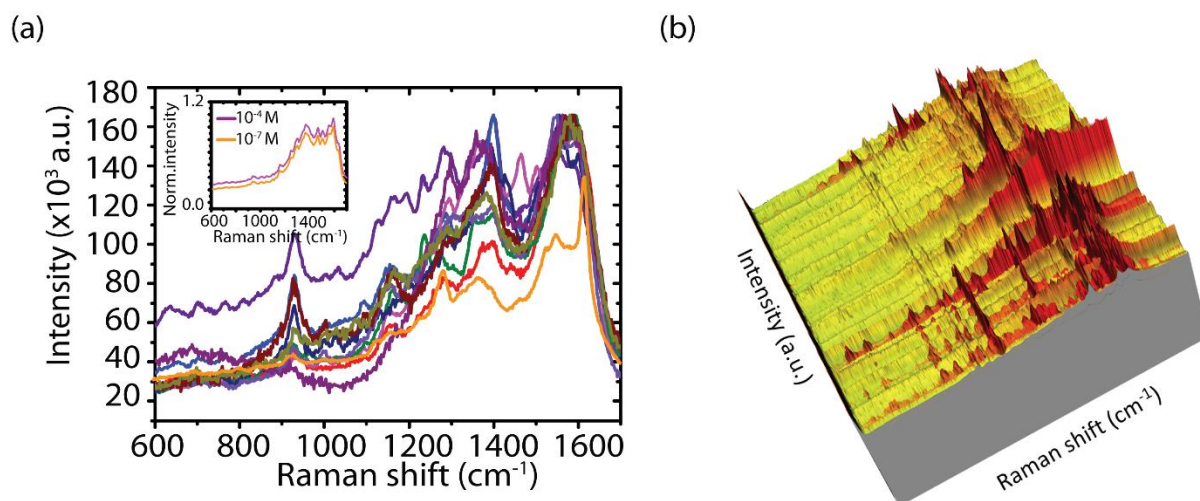 (a)
(b)
Intensity (x10³ a.u.)
180
160
140
120
100
80
60
40
20
600
800
1000
1200
1400
1600
Raman shift (cm⁻¹)
Norm.intensity
1.2
0.0
10⁻⁴ M
10⁻⁷ M
600
1000
1400
Raman shift (cm⁻¹)
Intensity (a.u.)
Raman shift (cm⁻¹)